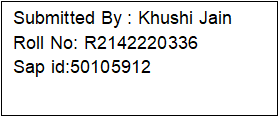 Submitted By : Khushi Jain
Roll No: R2142220336
Sap id:50105912